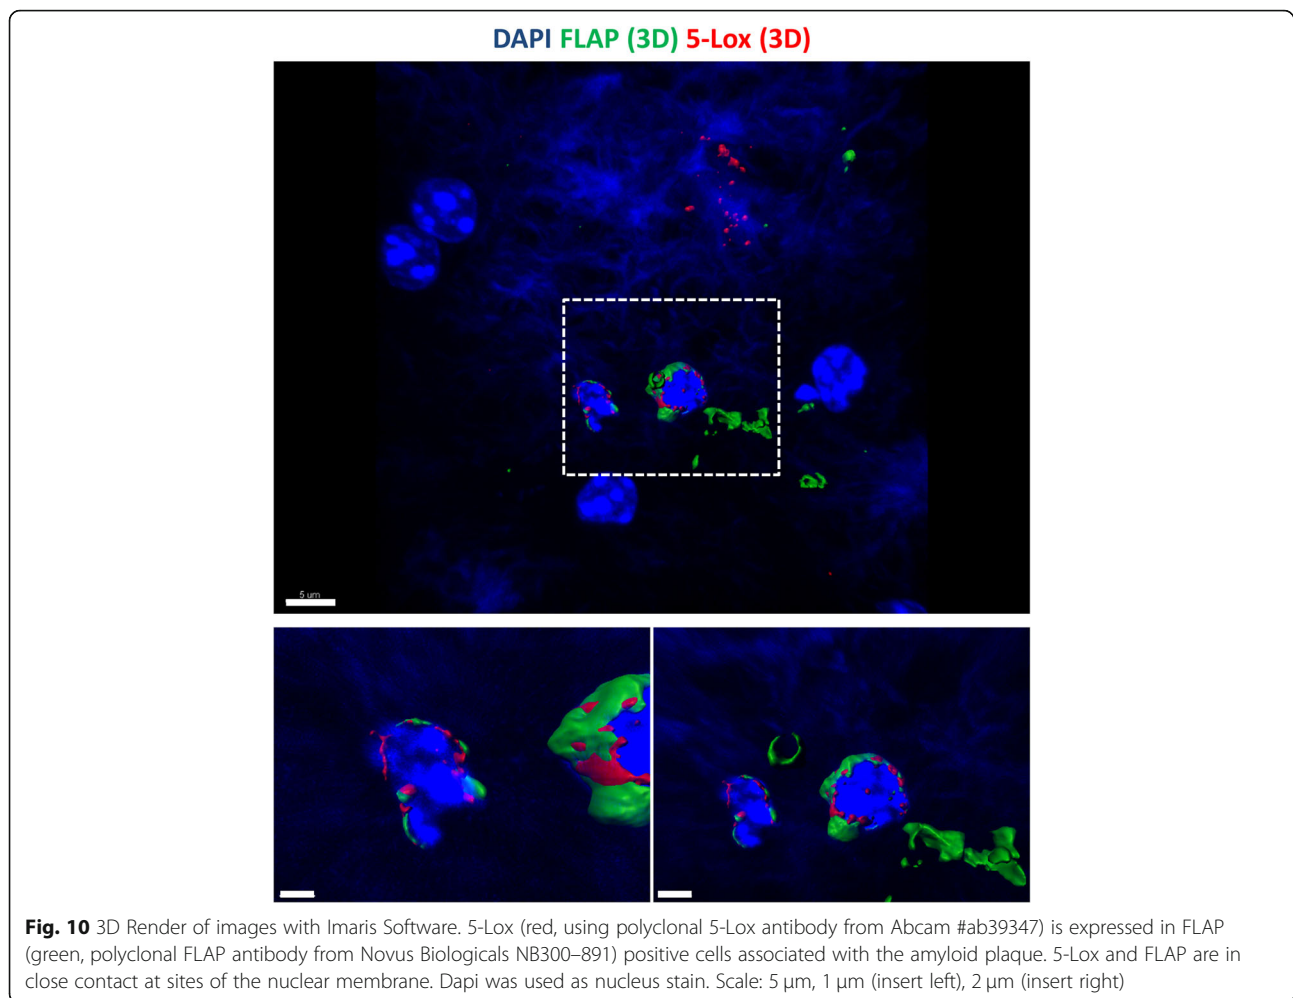 DAPI FLAP (3D) 5-Lox (3D)
5 um
Fig. 10 3D Render of images with Imaris Software. 5-Lox (red, using polyclonal 5-Lox antibody from Abcam #ab39347) is expressed in FLAP
(green, polyclonal FLAP antibody from Novus Biologicals NB300–891) positive cells associated with the amyloid plaque. 5-Lox and FLAP are in
close contact at sites of the nuclear membrane. Dapi was used as nucleus stain. Scale: 5 μm, 1 μm (insert left), 2 μm (insert right)